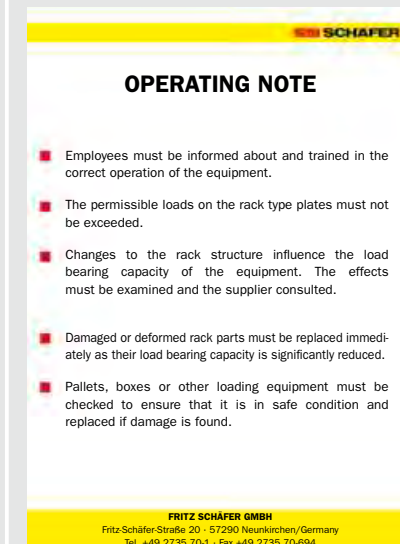 SSI SCHÄFER
OPERATING NOTE
Employees must be informed about and trained in the
correct operation of the equipment.
The permissible loads on the rack type plates must not
be exceeded.
Changes to the rack structure influence the load
bearing capacity of the equipment. The effects
must be examined and the supplier consulted.
Damaged or deformed rack parts must be replaced immedi-
ately as their load bearing capacity is significantly reduced.
Pallets, boxes or other loading equipment must be
checked to ensure that it is in safe condition and
replaced if damage is found.
FRITZ SCHÄFER GMBH
Fritz-Schäfer-Straße 20 · 57290 Neunkirchen/Germany
Tel. +49 2735 70-1 · Fax +49 2735 70-694